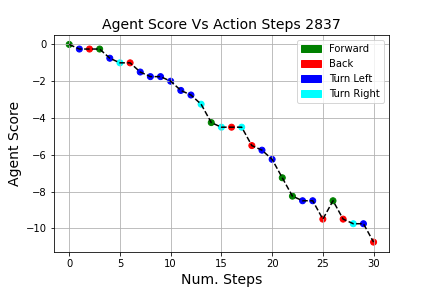 Agent Score Vs Action Steps 2837
Agent Score
0
−2
−4
−6
−8
−10
Forward
Back
Turn Left
Turn Right
0 5 10 15 20 25 30
Num. Steps